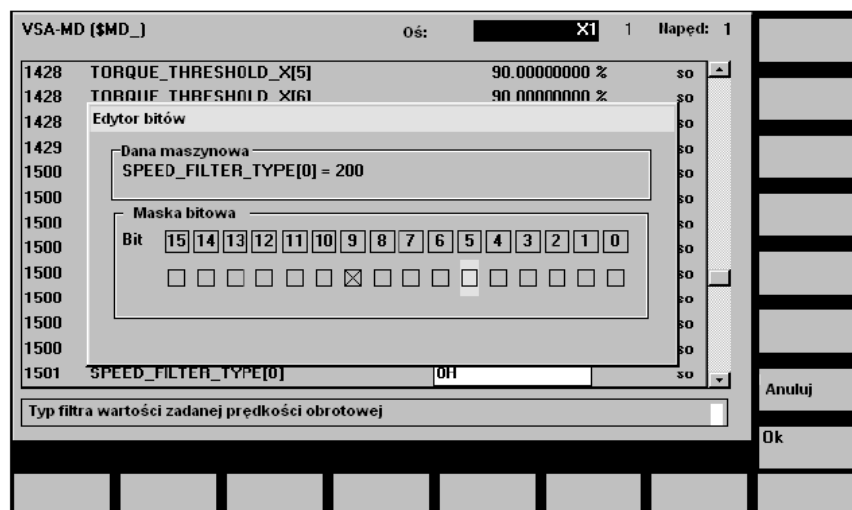 VSA-MD ($MD_) Oś: X1 1 Napęd: 1
1428 TORQUE_THRESHOLD_X[5] 90.00000000 % so
1428 TORQUE_THRESHOLD_X[6] 90.00000000 % so
1428 so
1429 so
1500 so
1500 so
1500 so
1500 so
1500 so
1500 so
1500 so
1500 so
1501 SPEED_FILTER_TYPE[0] 0H so
Edytor bitów
Dana maszynowa
SPEED_FILTER_TYPE[0] = 200
Maska bitowa
Bit 15 14 13 12 11 10 9 8 7 6 5 4 3 2 1 0
Typ filtra wartości zadanej prędkości obrotowej
Anuluj
Ok